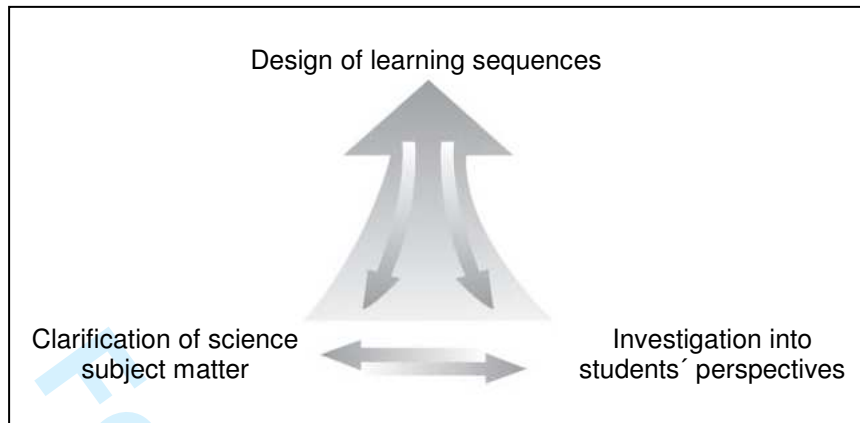 Design of learning sequences
Clarification of science
subject matter
Investigation into
students´ perspectives